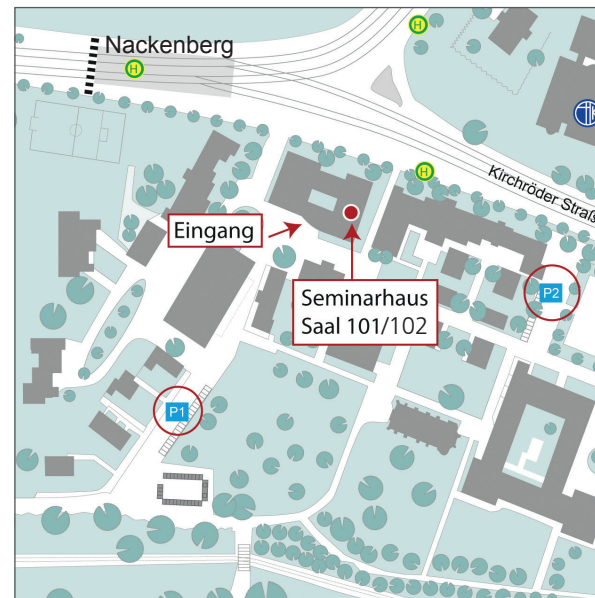 H
Nackenberg
H
H
Kirchröder Straß
Eingang
Seminarhaus
Saal 101/102
P2
P1